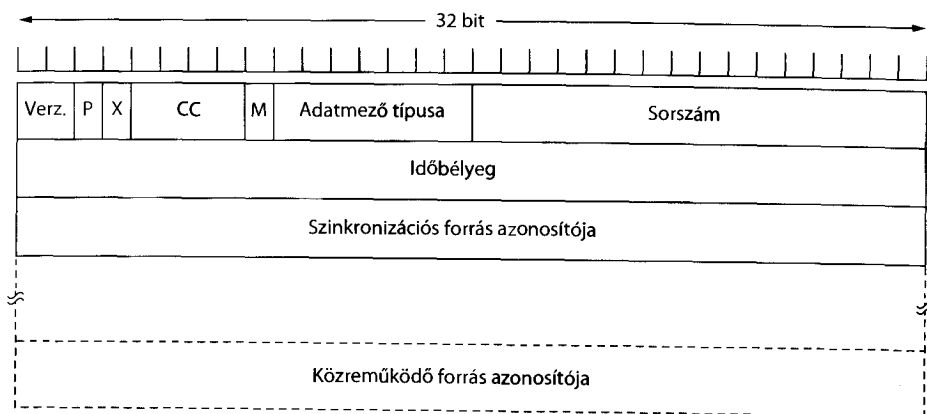 32 bit
Verz. P X CC M Adatmező típusa Sorszám
Időbélyeg
Szinkronizációs forrás azonosítója
Közreműködő forrás azonosítója